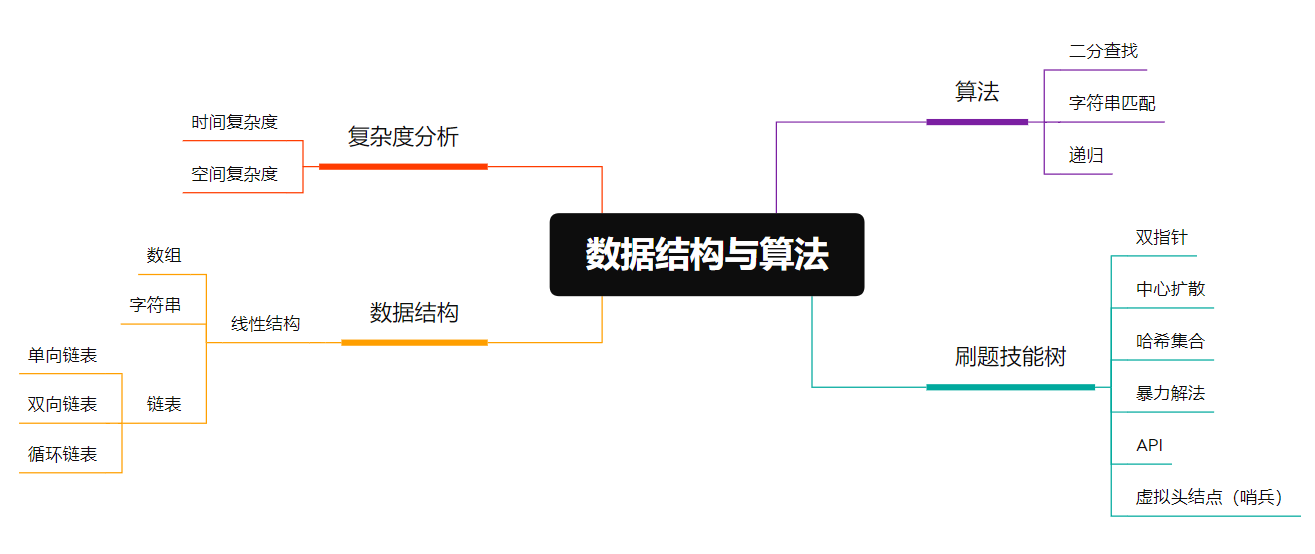 数据结构与算法
复杂度分析
时间复杂度
空间复杂度
数据结构
线性结构
数组
字符串
链表
单向链表
双向链表
循环链表
算法
二分查找
字符串匹配
递归
刷题技能树
双指针
中心扩散
哈希集合
暴力解法
API
虚拟头结点（哨兵）